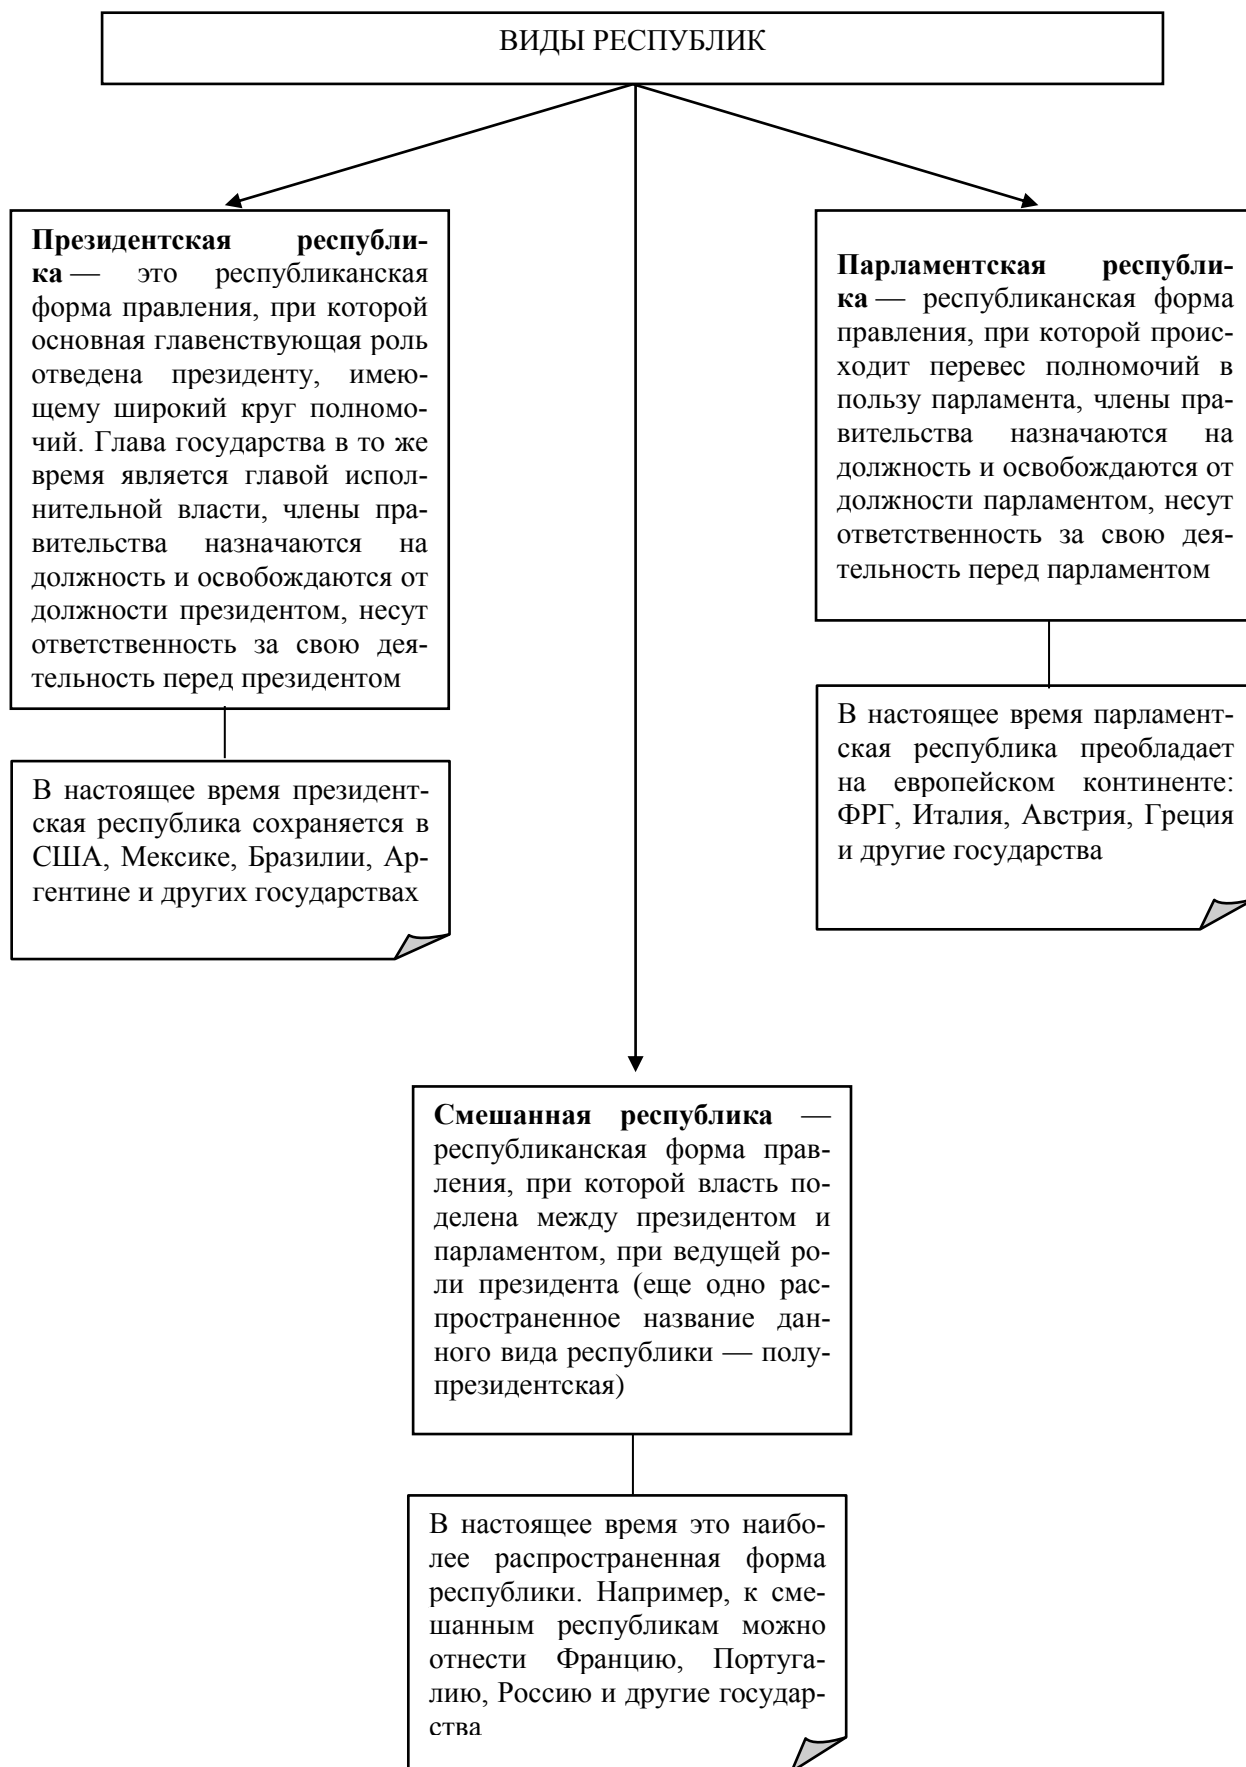 ВИДЫ РЕСПУБЛИК
Президентская республи-
ка — это республиканская
форма правления, при которой
основная главенствующая роль
отведена президенту, имею-
щему широкий круг полномо-
чий. Глава государства в то же
время является главой испол-
нительной власти, члены пра-
вительства назначаются на
должность и освобождаются от
должности президентом, несут
ответственность за свою дея-
тельность перед президентом
В настоящее время президент-
ская республика сохраняется в
США, Мексике, Бразилии, Ар-
гентине и других государствах
Парламентская республи-
ка — республиканская форма
правления, при которой проис-
ходит перевес полномочий в
пользу парламента, члены пра-
вительства назначаются на
должность и освобождаются от
должности парламентом, несут
ответственность за свою дея-
тельность перед парламентом
В настоящее время парламент-
ская республика преобладает
на европейском континенте:
ФРГ, Италия, Австрия, Греция
и другие государства
Смешанная республика —
республиканская форма прав-
ления, при которой власть по-
делена между президентом и
парламентом, при ведущей ро-
ли президента (еще одно рас-
пространенное название дан-
ного вида республики — полу-
президентская)
В настоящее время это наибо-
лее распространенная форма
республики. Например, к сме-
шанным республикам можно
отнести Францию, Португа-
лию, Россию и другие государ-
ства